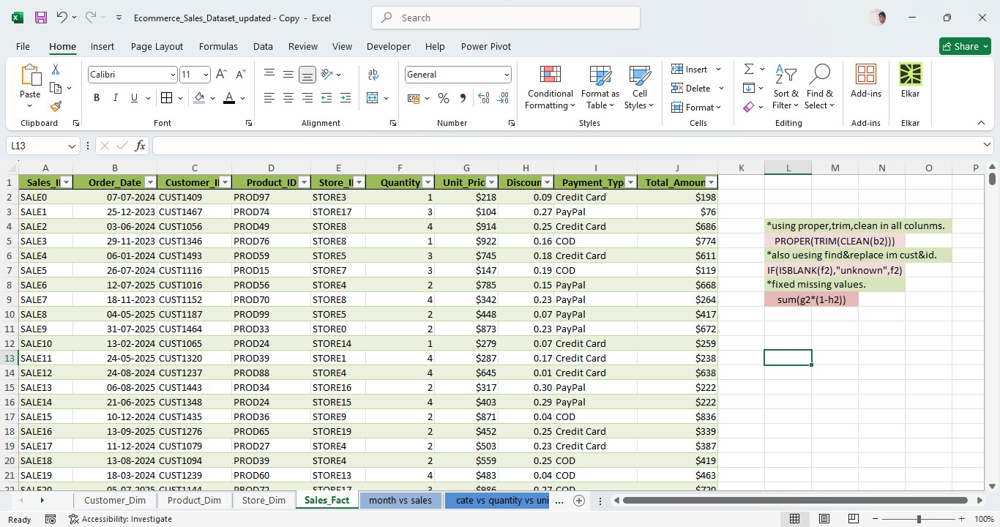 Ecommerce_Sales_Dataset_updated - Copy - Excel
Search
File Home Insert Page Layout Formulas Data Review View Developer Help Power Pivot Share
Paste
Calibri 11
B I U A
ab
General
% 9
Conditional Formatting
Format as Table
Cell Styles
Insert
Delete
Format
Sort & Filter
Find & Select
Add-ins
Elkar
Clipboard Font Alignment Number Styles Cells Editing Add-ins Elkar
L13 fx
A B C D E F G H I J K L M N O P
1 Sales_I Order_Date Customer_I Product_ID Store_I Quantity Unit_Pric Discoun Payment_Typ Total_Amoun
2 SALE0 07-07-2024 CUST1409 PROD97 STORE3 1 $218 0.09 Credit Card $198
3 SALE1 25-12-2023 CUST1467 PROD74 STORE17 3 $104 0.27 PayPal $76
4 SALE2 03-06-2024 CUST1056 PROD49 STORE8 4 $914 0.25 Credit Card $686 *using proper,trim,clean in all colunms.
5 SALE3 29-11-2023 CUST1346 PROD76 STORE8 1 $922 0.16 COD $774 PROPER(TRIM(CLEAN(b2)))
6 SALE4 06-01-2024 CUST1493 PROD59 STORE5 3 $745 0.18 Credit Card $611 *also uesing find&replace im cust&id.
7 SALE5 26-07-2024 CUST1116 PROD15 STORE7 3 $147 0.19 COD $119 IF(ISBLANK(f2),"unknown",f2)
8 SALE6 12-07-2025 CUST1016 PROD56 STORE4 2 $785 0.15 PayPal $668 *fixed missing values.
9 SALE7 18-11-2023 CUST1152 PROD70 STORE8 4 $342 0.23 PayPal $264 sum(g2*(1-h2))
10 SALE8 04-05-2025 CUST1187 PROD99 STORE5 2 $448 0.07 PayPal $417
11 SALE9 31-07-2025 CUST1464 PROD33 STORE0 2 $873 0.23 PayPal $672
12 SALE10 13-02-2024 CUST1065 PROD24 STORE14 1 $279 0.07 Credit Card $259
13 SALE11 24-05-2025 CUST1320 PROD39 STORE1 4 $287 0.17 Credit Card $238
14 SALE12 24-08-2024 CUST1237 PROD88 STORE4 4 $645 0.01 Credit Card $638
15 SALE13 06-08-2025 CUST1443 PROD34 STORE16 2 $317 0.30 PayPal $222
16 SALE14 21-06-2025 CUST1348 PROD24 STORE15 4 $403 0.29 PayPal $222
17 SALE15 10-12-2024 CUST1435 PROD36 STORE9 2 $871 0.04 COD $836
18 SALE16 13-09-2025 CUST1276 PROD65 STORE19 2 $452 0.25 Credit Card $339
19 SALE17 11-12-2024 CUST1079 PROD27 STORE4 2 $503 0.23 Credit Card $387
20 SALE18 13-08-2024 CUST1094 PROD39 STORE4 2 $559 0.25 COD $419
21 SALE19 18-03-2024 CUST1239 PROD60 STORE13 4 $483 0.04 COD $463
22 SALE20 05-07-2025 CUST1144 PROD72 STORE17 3 $986 0.27 COD $720
Customer_Dim Product_Dim Store_Dim Sales_Fact month vs sales cate vs quantity vs uni ...
Ready Accessibility: Investigate 100%